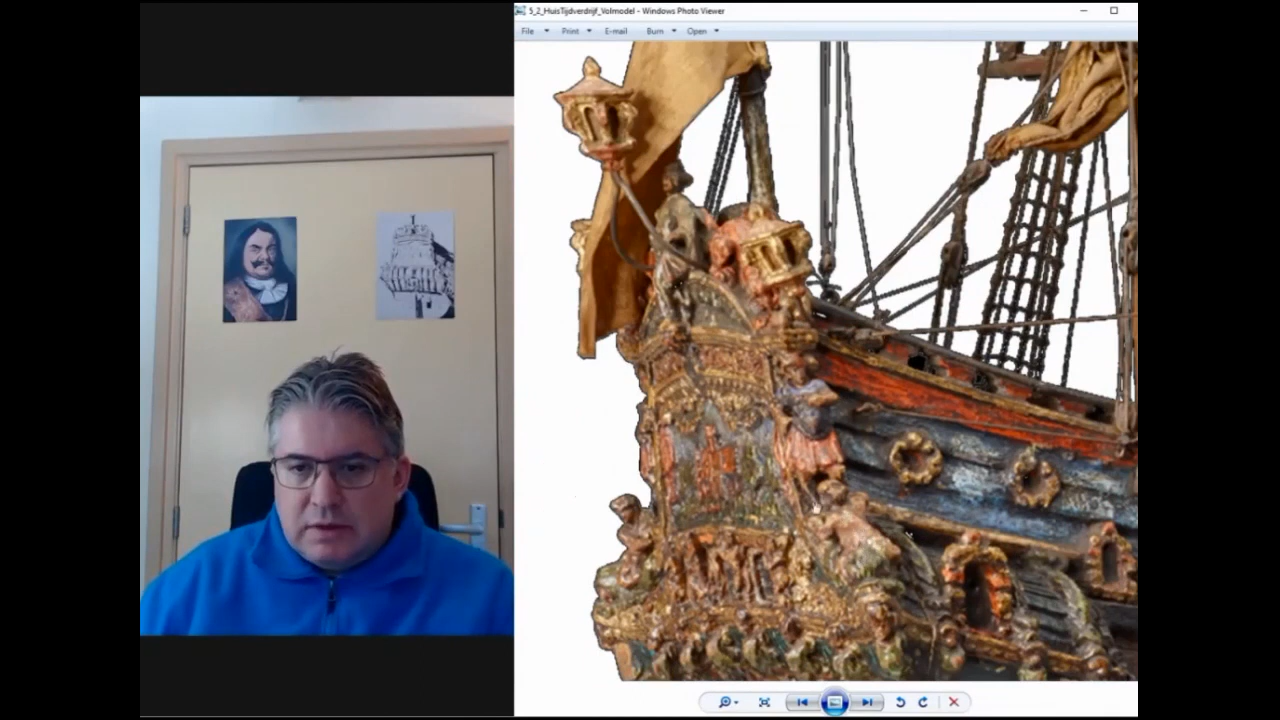 5_2_HuisTijdverdrijf_Volmodel - Windows Photo Viewer
File Print E-mail Burn Open